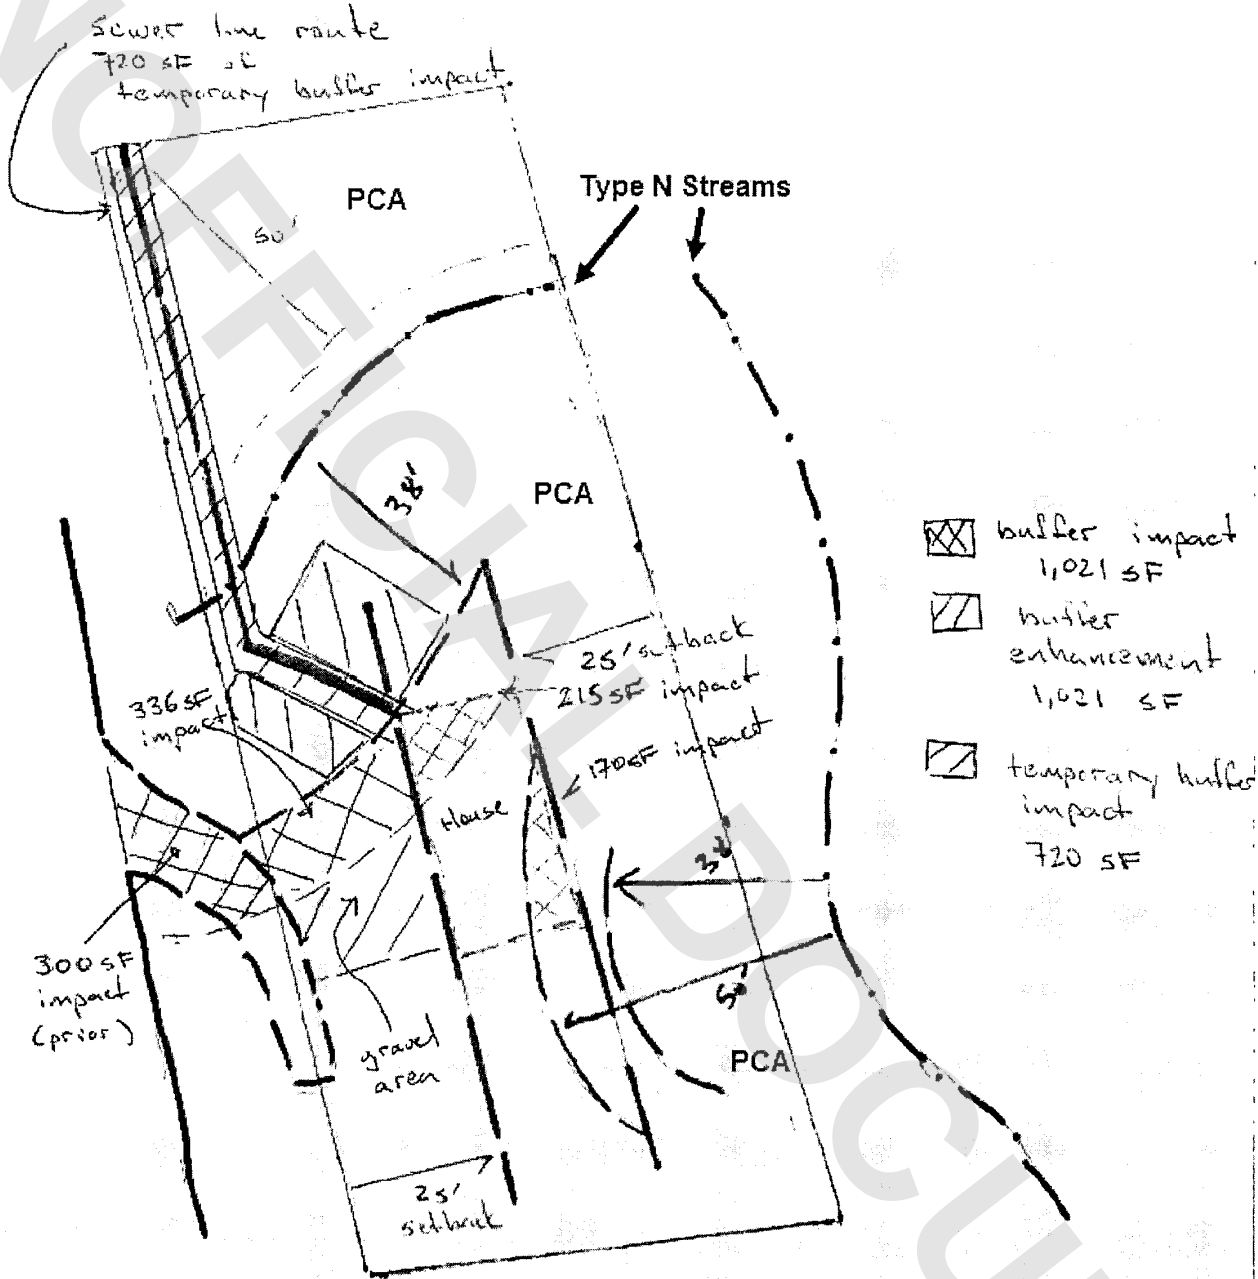 Sewer line route
720 SF of
temporary buffer impact
PCA
Type N Streams
50'
38'
PCA
buffer impact
1,021 SF
buffer
enhancement
1,021 SF
temporary buffer
impact
720 SF
25' setback
215 SF impact
170 SF impact
336 SF
impact
House
50'
300 SF
impact
(prior)
gravel
area
PCA
25'
setback
UNOFFICIAL DOCU